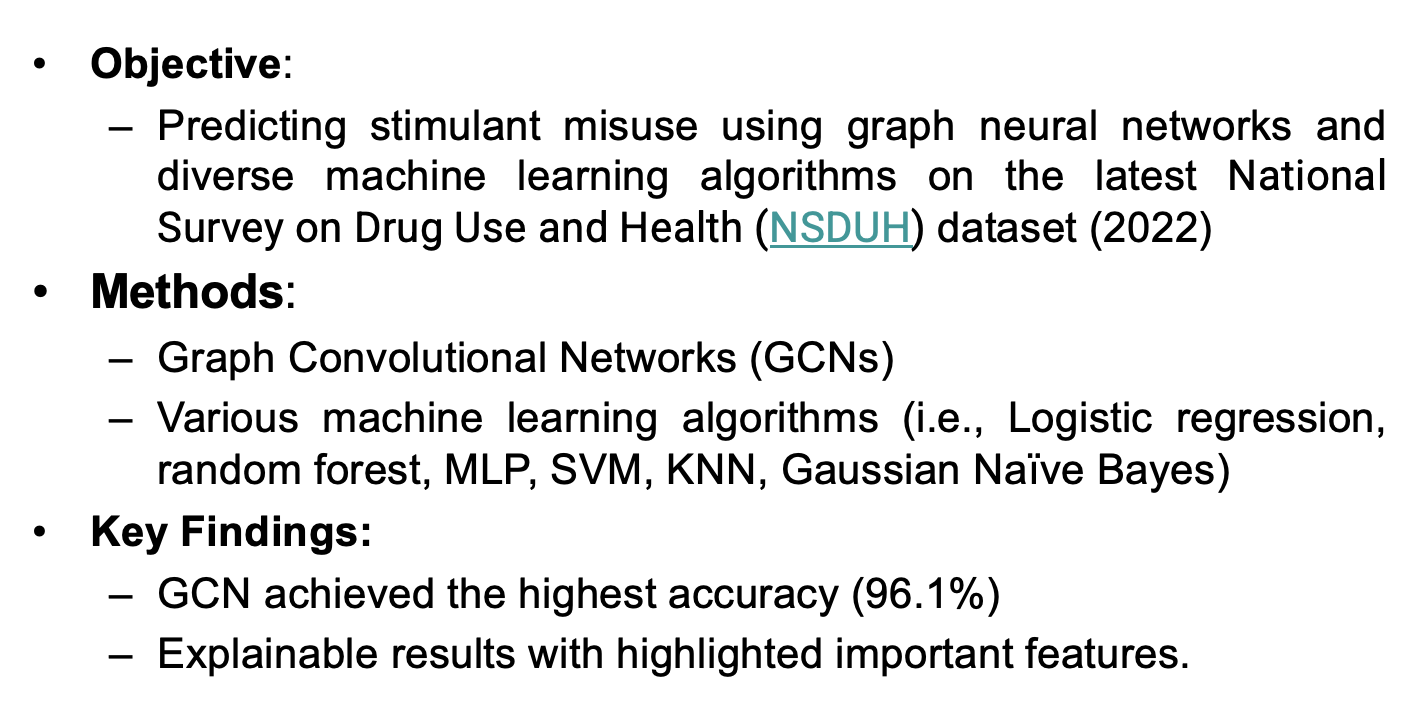 • Objective:
– Predicting stimulant misuse using graph neural networks and
diverse machine learning algorithms on the latest National
Survey on Drug Use and Health (NSDUH) dataset (2022)
• Methods:
– Graph Convolutional Networks (GCNs)
– Various machine learning algorithms (i.e., Logistic regression,
random forest, MLP, SVM, KNN, Gaussian Naïve Bayes)
• Key Findings:
– GCN achieved the highest accuracy (96.1%)
– Explainable results with highlighted important features.